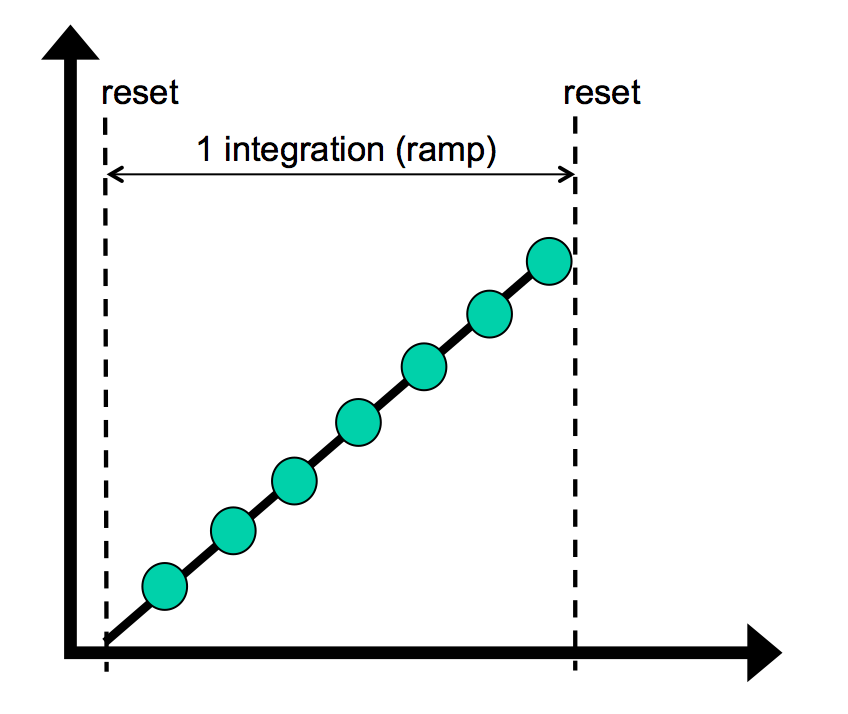 reset
reset
1 integration (ramp)